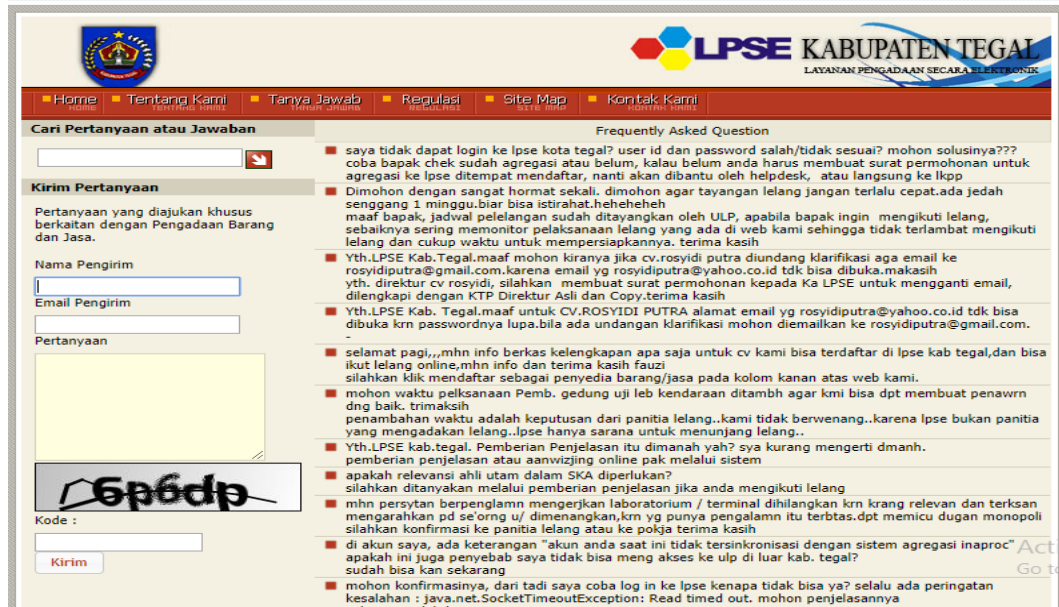 LPSE KABUPATEN TEGAL
LAYANAN PENGADAAN SECARA ELEKTRONIK
Home Tentang Kami Tanya Jawab Regulasi Site Map Kontak Kami
HOME TENTANG KAMI TANYA JAWAB REGULASI SITE MAP KONTAK KAMI
Cari Pertanyaan atau Jawaban
Kirim Pertanyaan
Pertanyaan yang diajukan khusus
berkaitan dengan Pengadaan Barang
dan Jasa.
Nama Pengirim
Email Pengirim
Pertanyaan
6p6dp
Kode :
Kirim
Frequently Asked Question
saya tidak dapat login ke lpse kota tegal? user id dan password salah/tidak sesuai? mohon solusinya???
coba bapak chek sudah agregasi atau belum, kalau belum anda harus membuat surat permohonan untuk
agregasi ke lpse ditempat mendaftar, nanti akan dibantu oleh helpdesk, atau langsung ke lkpp
Dimohon dengan sangat hormat sekali. dimohon agar tayangan lelang jangan terlalu cepat.ada jedah
senggang 1 minggu.biar bisa istirahat.heheheheh
maaf bapak, jadwal pelelangan sudah ditayangkan oleh ULP, apabila bapak ingin mengikuti lelang,
sebaiknya sering memonitor pelaksanaan lelang yang ada di web kami sehingga tidak terlambat mengikuti
lelang dan cukup waktu untuk mempersiapkannya. terima kasih
Yth.LPSE Kab.Tegal.maaf mohon kiranya jika cv.rosyidi putra diundang klarifikasi aga email ke
rosyidiputra@gmail.com.karena email yg rosyidiputra@yahoo.co.id tdk bisa dibuka.makasih
yth. direktur cv rosyidi, silahkan membuat surat permohonan kepada Ka LPSE untuk mengganti email,
dilengkapi dengan KTP Direktur Asli dan Copy.terima kasih
Yth.LPSE Kab. Tegal.maaf untuk CV.ROSYIDI PUTRA alamat email yg rosyidiputra@yahoo.co.id tdk bisa
dibuka krn passwordnya lupa.bila ada undangan klarifikasi mohon diemailkan ke rosyidiputra@gmail.com.
-
selamat pagi,,,mhn info berkas kelengkapan apa saja untuk cv kami bisa terdaftar di lpse kab tegal,dan bisa
ikut lelang online,mhn info dan terima kasih fauzi
silahkan klik mendaftar sebagai penyedia barang/jasa pada kolom kanan atas web kami.
mohon waktu pelksanaan Pemb. gedung uji leb kendaraan ditambh agar kmi bisa dpt membuat penawrn
dng baik. trimaksih
penambahan waktu adalah keputusan dari panitia lelang..kami tidak berwenang..karena lpse bukan panitia
yang mengadakan lelang..lpse hanya sarana untuk menunjang lelang..
Yth.LPSE kab.tegal. Pemberian Penjelasan itu dimanah yah? sya kurang mengerti dmanh.
pemberian penjelasan atau aanwizjing online pak melalui sistem
apakah relevansi ahli utam dalam SKA diperlukan?
silahkan ditanyakan melalui pemberian penjelasan jika anda mengikuti lelang
mhn persytan berpenglamn mengerjkan laboratorium / terminal dihilangkan krn krang relevan dan terksan
mengarahkan pd se'orng u/ dimenangkan,krn yg punya pengalamn itu terbtas.dpt memicu dugan monopoli
silahkan konfirmasi ke panitia lelang atau ke pokja terima kasih
di akun saya, ada keterangan "akun anda saat ini tidak tersinkronisasi dengan sistem agregasi inaproc"
apakah ini juga penyebab saya tidak bisa meng akses ke ulp di luar kab. tegal?
sudah bisa kan sekarang
mohon konfirmasinya, dari tadi saya coba log in ke lpse kenapa tidak bisa ya? selalu ada peringatan
kesalahan : java.net.SocketTimeoutException: Read timed out. mohon penjelasannya
Acti
Go to